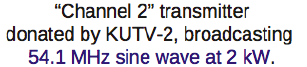 “Channel 2” transmitter
donated by KUTV-2, broadcasting
54.1 MHz sine wave at 2 kW.